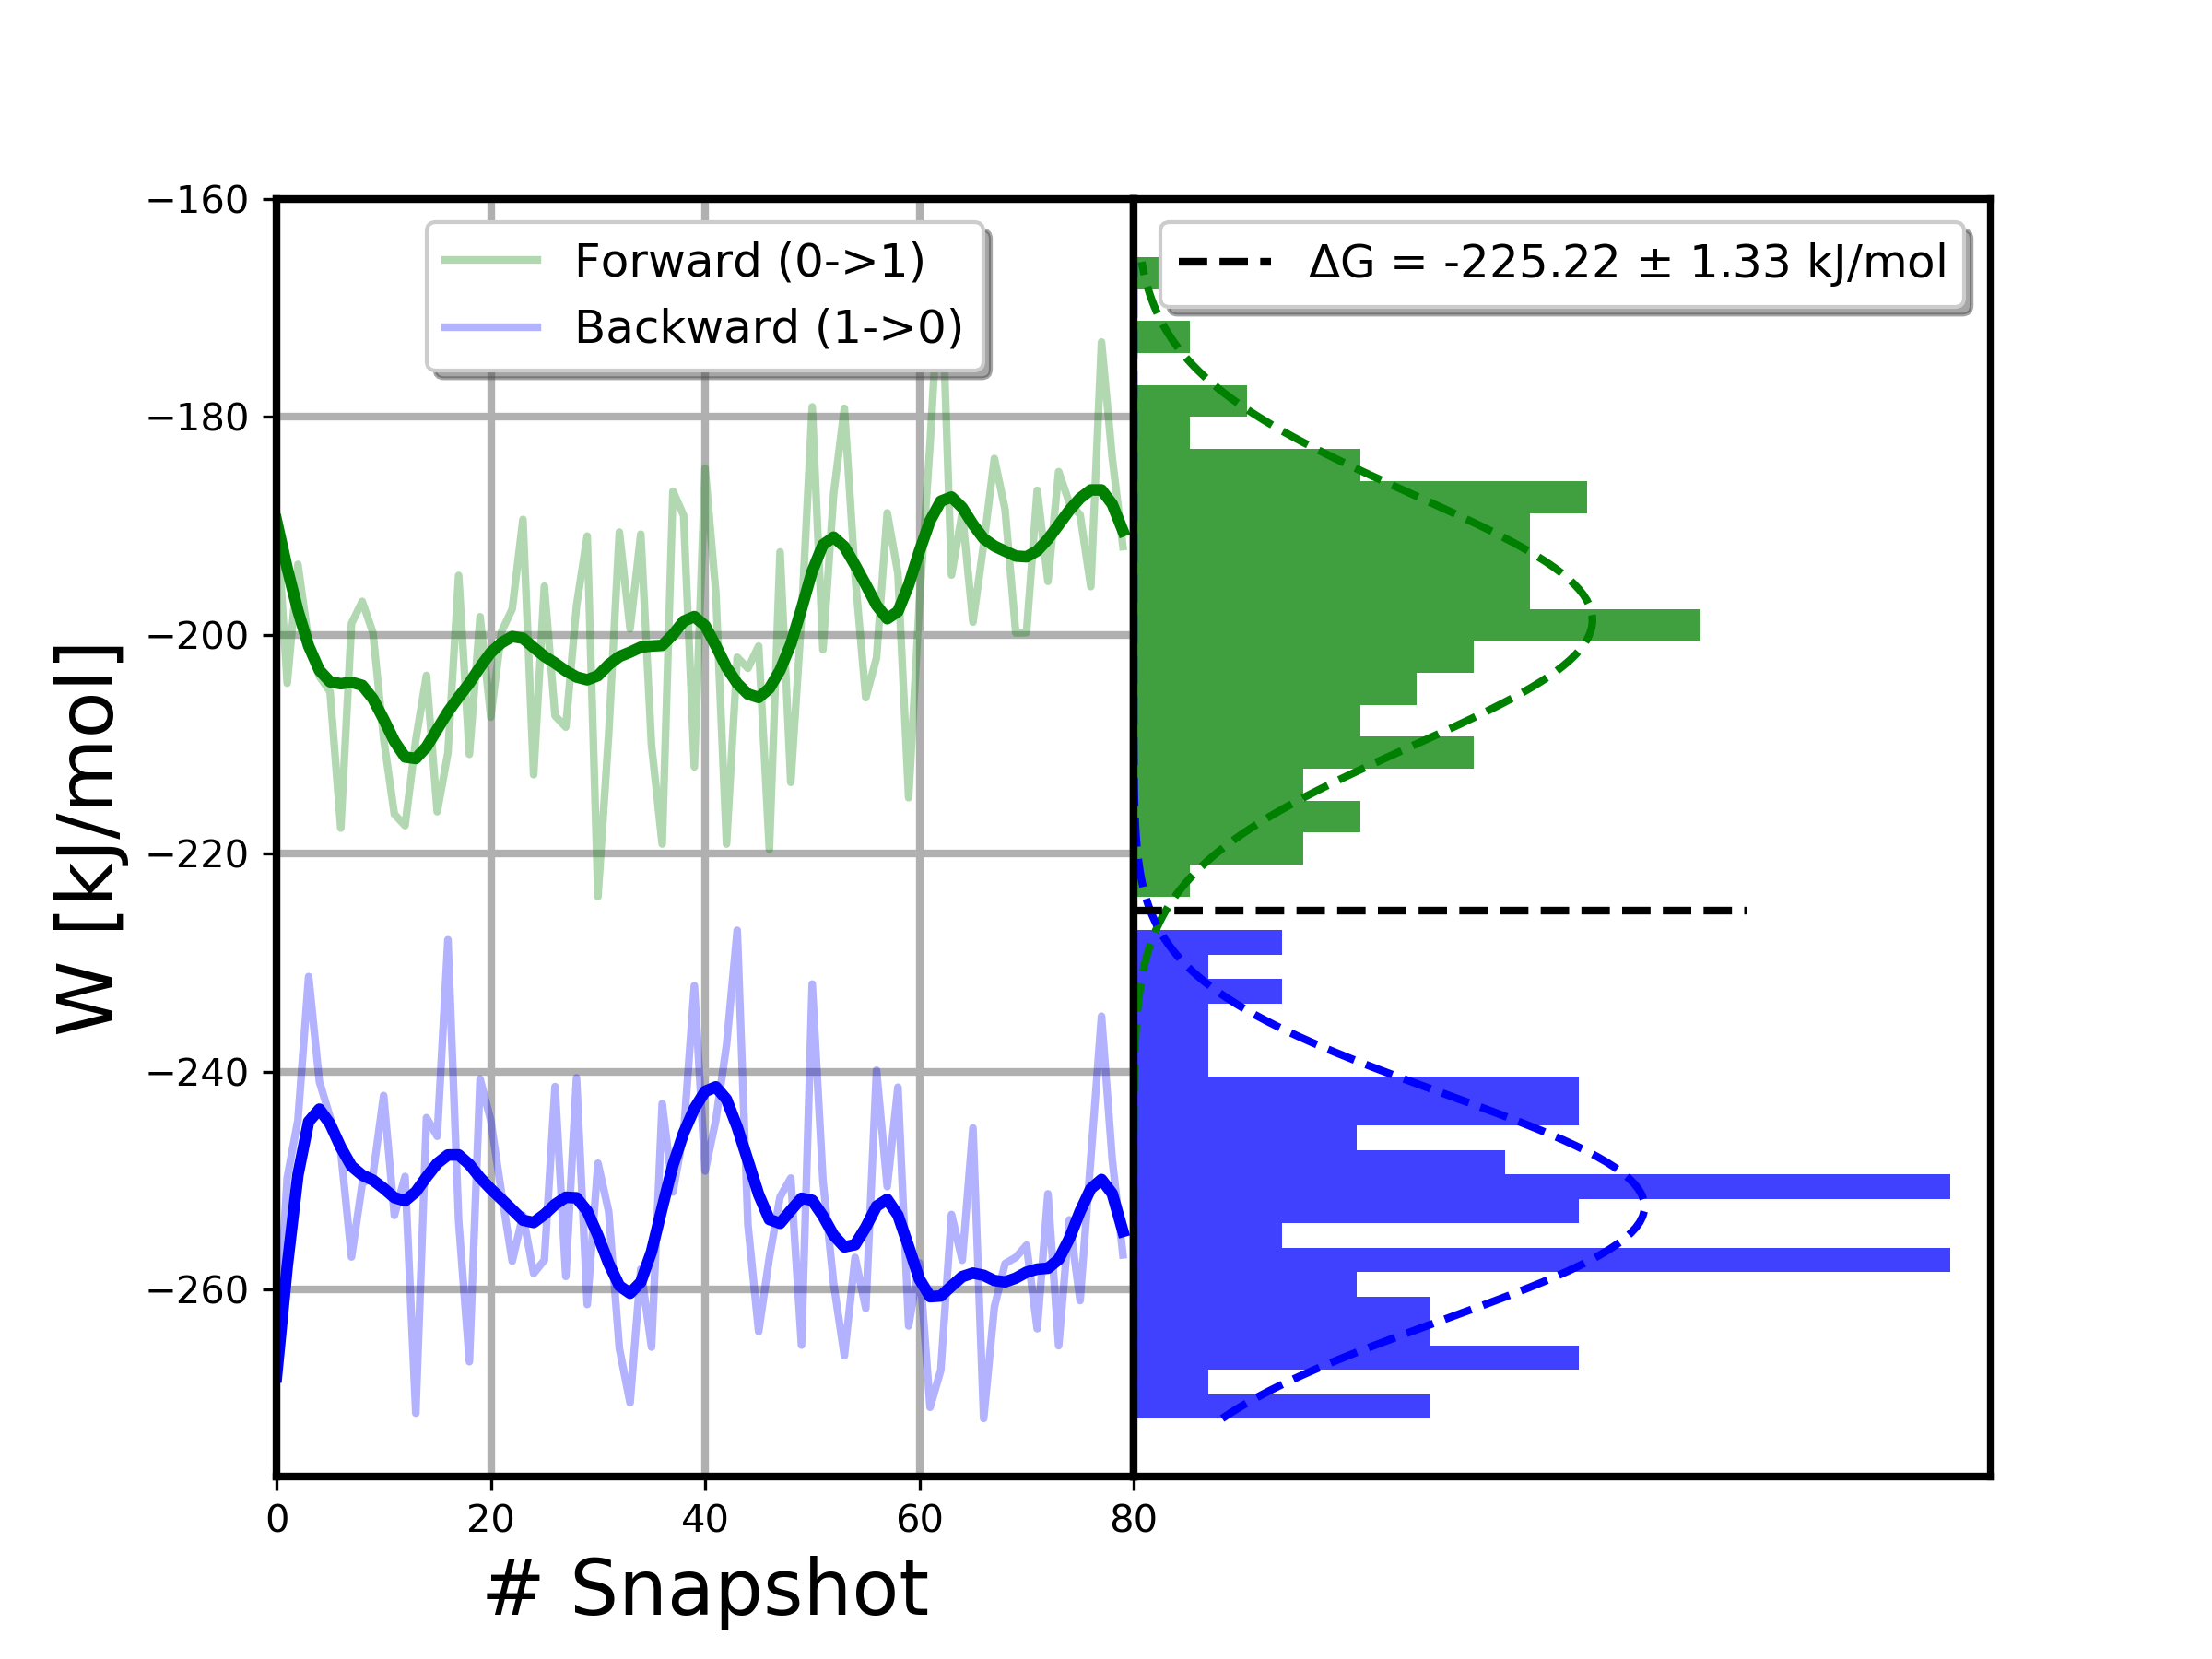 −160
−180
−200
−220
−240
−260
W [kJ/mol]
Forward (0->1)
Backward (1->0)
ΔG = -225.22 ± 1.33 kJ/mol
0 20 40 60 80
# Snapshot